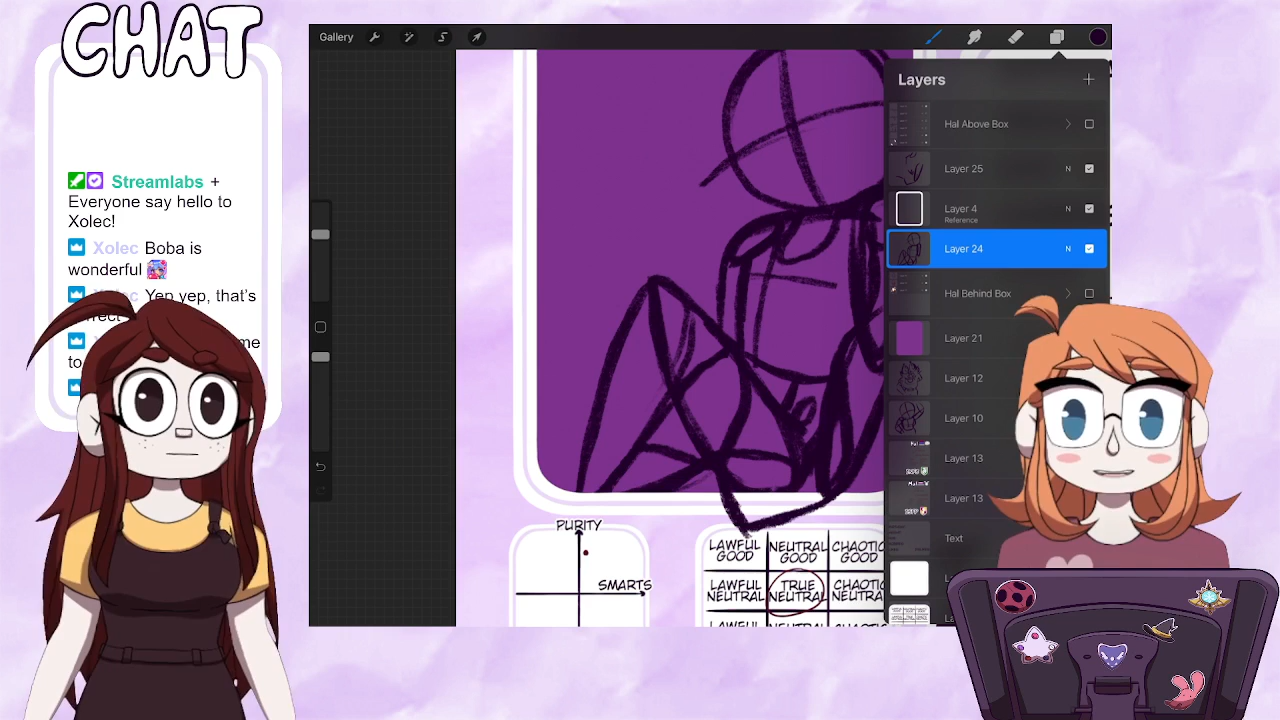 CHAT
Streamlabs +
Everyone say hello to
Xolec!
Xolec Boba is
wonderful
Yep yep, that's
me
to
Gallery
S
Layers
+
Hal Above Box
Layer 25
N
Layer 4
N
Reference
Layer 24
N
Hal Behind Box
Layer 21
Layer 12
Layer 10
Layer 13
Layer 13
Text
PURITY
SMARTS
LAWFUL GOOD
NEUTRAL GOOD
CHAOTIC GOOD
LAWFUL NEUTRAL
TRUE NEUTRAL